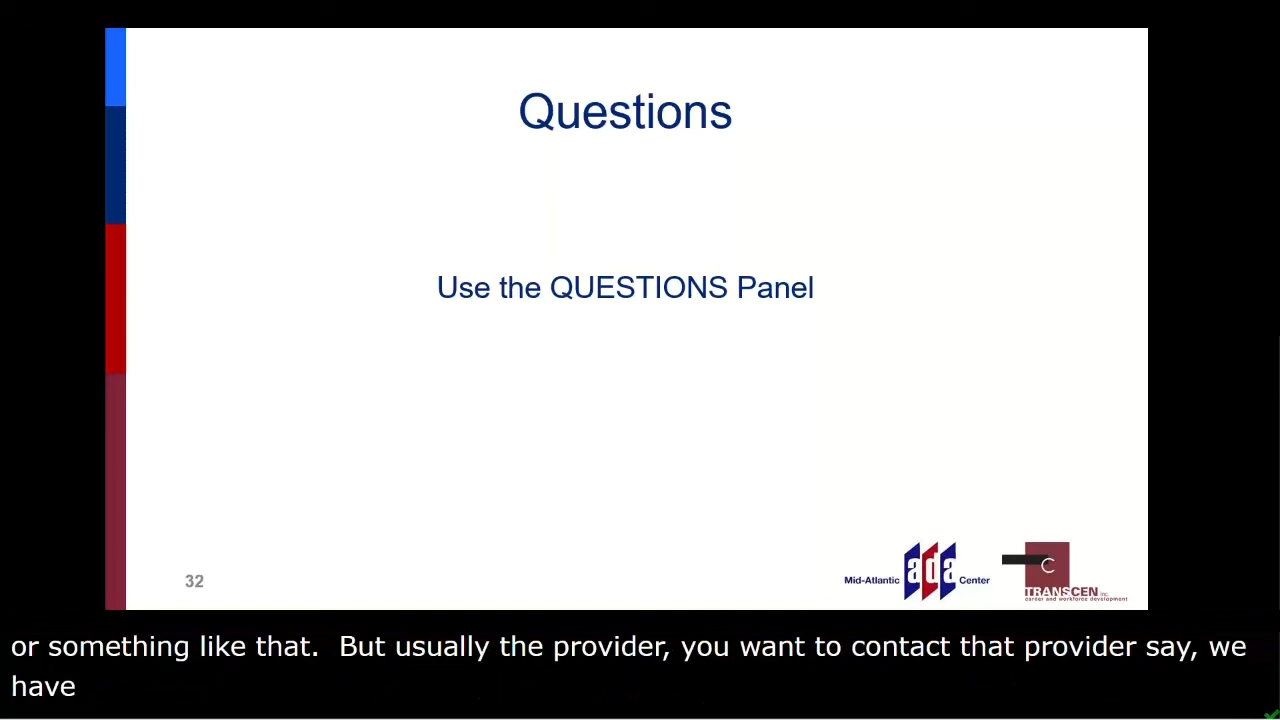 Questions
Use the QUESTIONS Panel
32
Mid-Atlantic ada Center
C
TRANSCEN inc.
career and workforce development
or something like that.  But usually the provider, you want to contact that provider say, we
have